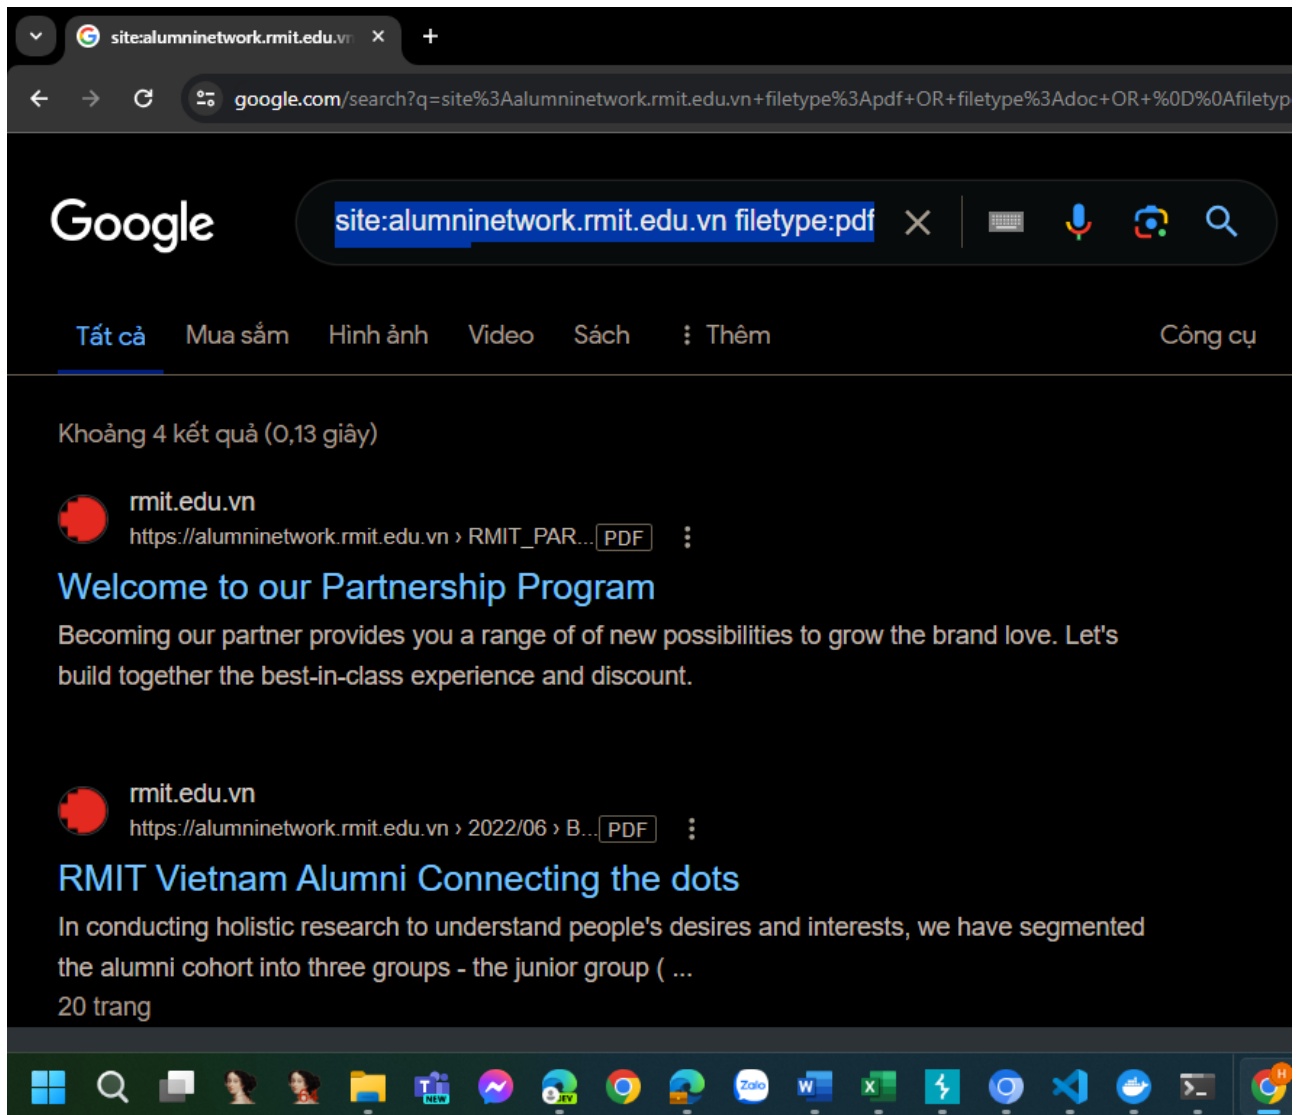 site:alumninetwork.rmit.edu.vn
google.com/search?q=site%3Aalumninetwork.rmit.edu.vn+filetype%3Apdf+OR+filetype%3Adoc+OR+%0D%0Afiletyp
Google
site:alumninetwork.rmit.edu.vn filetype:pdf
Tất cả Mua sắm Hình ảnh Video Sách Thêm Công cụ
Khoảng 4 kết quả (0,13 giây)
rmit.edu.vn
https://alumninetwork.rmit.edu.vn › RMIT_PAR... PDF
Welcome to our Partnership Program
Becoming our partner provides you a range of of new possibilities to grow the brand love. Let's
build together the best-in-class experience and discount.
rmit.edu.vn
https://alumninetwork.rmit.edu.vn › 2022/06 › B... PDF
RMIT Vietnam Alumni Connecting the dots
In conducting holistic research to understand people's desires and interests, we have segmented
the alumni cohort into three groups - the junior group ( ...
20 trang
NEW Zalo W X H